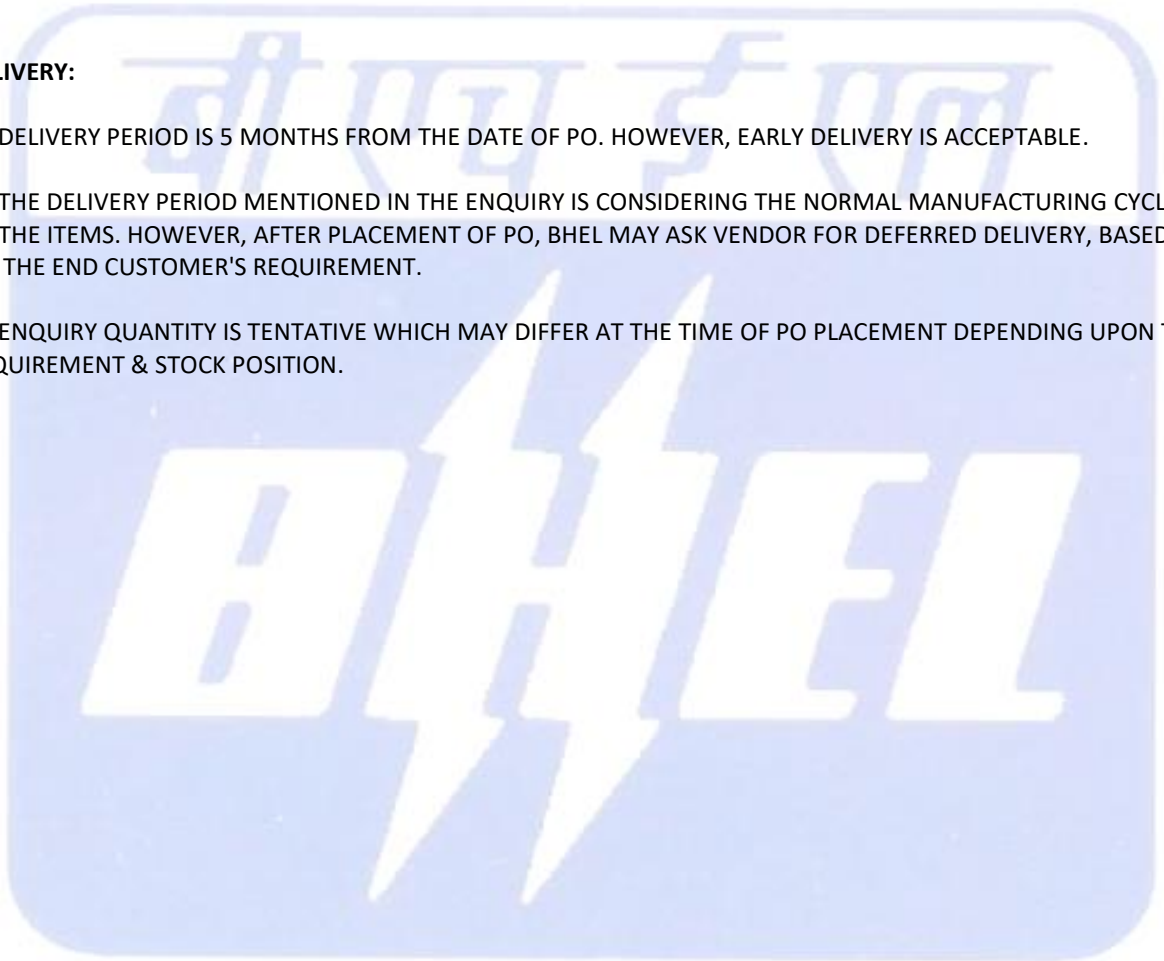 बी एच ई एल
LIVERY:
DELIVERY PERIOD IS 5 MONTHS FROM THE DATE OF PO. HOWEVER, EARLY DELIVERY IS ACCEPTABLE.
THE DELIVERY PERIOD MENTIONED IN THE ENQUIRY IS CONSIDERING THE NORMAL MANUFACTURING CYCL
THE ITEMS. HOWEVER, AFTER PLACEMENT OF PO, BHEL MAY ASK VENDOR FOR DEFERRED DELIVERY, BASED
THE END CUSTOMER'S REQUIREMENT.
ENQUIRY QUANTITY IS TENTATIVE WHICH MAY DIFFER AT THE TIME OF PO PLACEMENT DEPENDING UPON T
QUIREMENT & STOCK POSITION.
BHEL